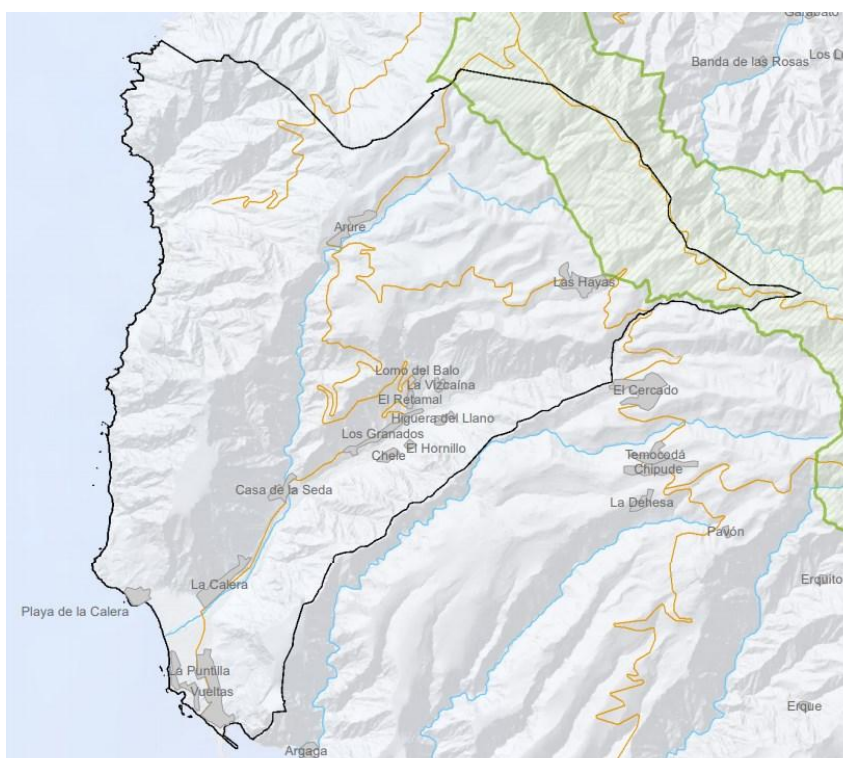 Garabato
Banda de las Rosas
Arure
Las Hayas
Lomo del Balo
La Vizcaína
El Retamal
El Cercado
Higuera del Llano
Los Granados
El Hornillo
Chele
Temocodá
Chipude
Casa de la Seda
La Dehesa
Pavón
La Calera
Erquito
Playa de la Calera
La Puntilla
Vueltas
Erque
Argaga